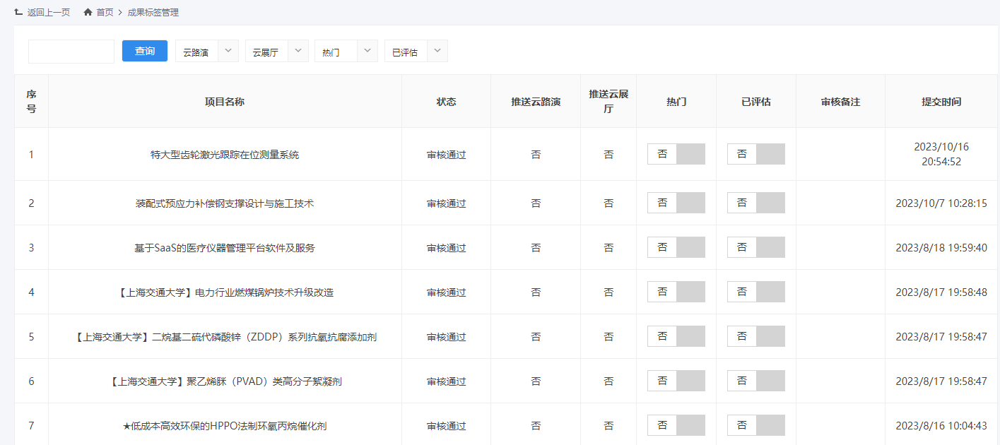 返回上一页 首页 > 成果标签管理
查询 云路演 云展厅 热门 已评估
序号 项目名称 状态 推送云路演 推送云展厅 热门 已评估 审核备注 提交时间
1 特大型齿轮激光跟踪在位测量系统 审核通过 否 否 否 否 2023/10/16 20:54:52
2 装配式预应力补偿钢支撑设计与施工技术 审核通过 否 否 否 否 2023/10/7 10:28:15
3 基于SaaS的医疗仪器管理平台软件及服务 审核通过 否 否 否 否 2023/8/18 19:59:40
4 【上海交通大学】电力行业燃煤锅炉技术升级改造 审核通过 否 否 否 否 2023/8/17 19:58:48
5 【上海交通大学】二烷基二硫代磷酸锌（ZDDP）系列抗氧抗腐添加剂 审核通过 否 否 否 否 2023/8/17 19:58:47
6 【上海交通大学】聚乙烯脒（PVAD）类高分子絮凝剂 审核通过 否 否 否 否 2023/8/17 19:58:47
7 ★低成本高效环保的HPPO法制环氧丙烷催化剂 审核通过 否 否 否 否 2023/8/16 10:04:43